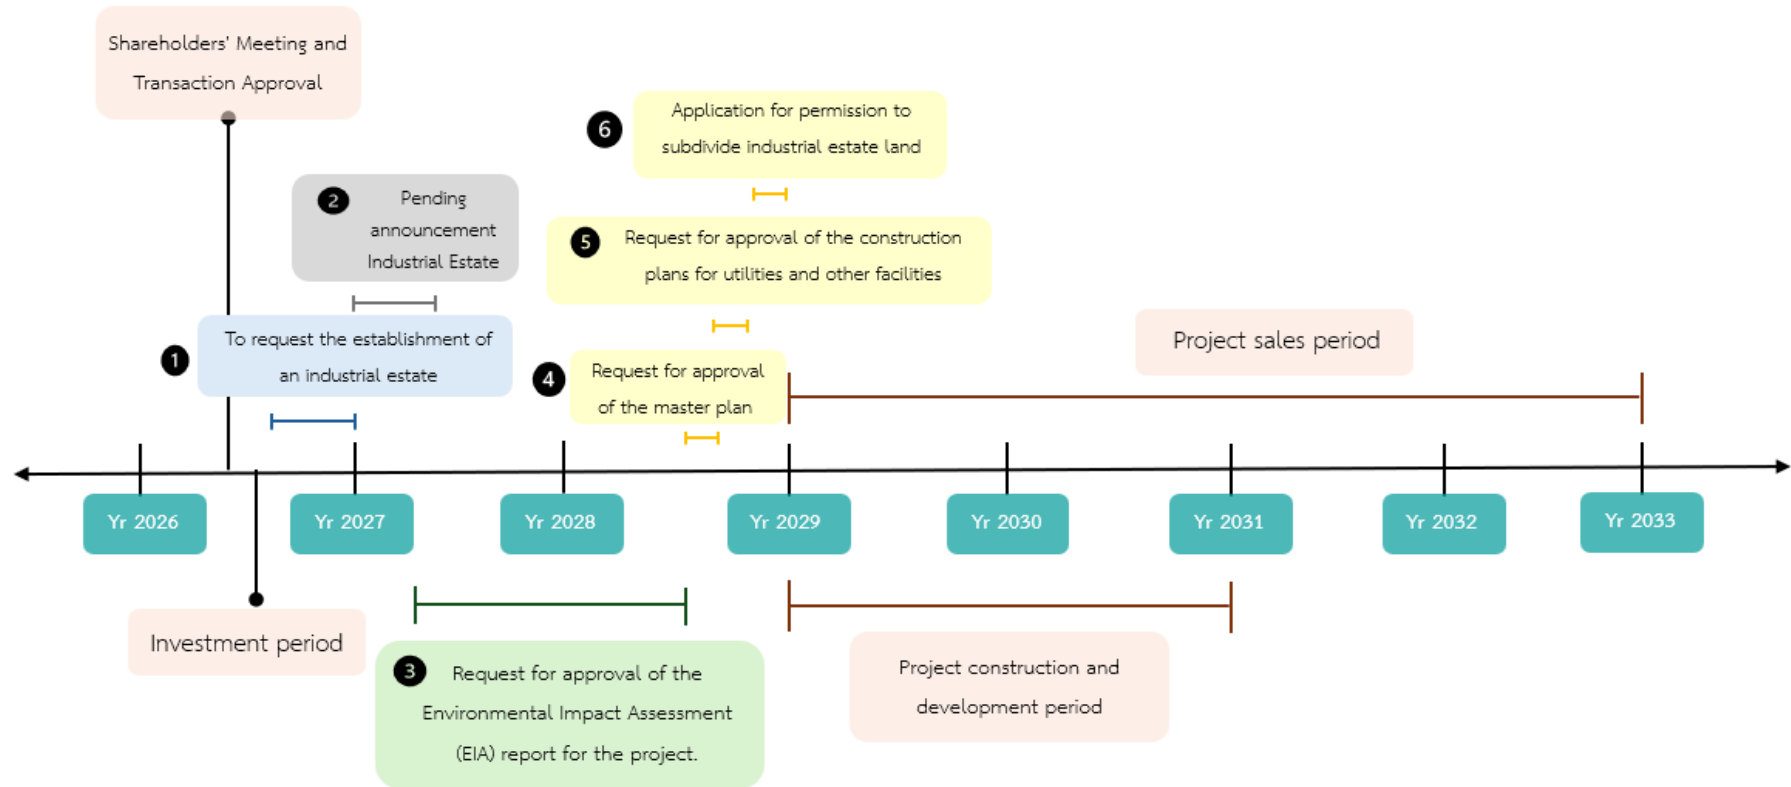 Shareholders' Meeting and
Transaction Approval
6
Application for permission to
subdivide industrial estate land
2
Pending
announcement
Industrial Estate
5
Request for approval of the construction
plans for utilities and other facilities
1
To request the establishment of
an industrial estate
4
Request for approval
of the master plan
Project sales period
Yr 2026
Yr 2027
Yr 2028
Yr 2029
Yr 2030
Yr 2031
Yr 2032
Yr 2033
Investment period
3
Request for approval of the
Environmental Impact Assessment
(EIA) report for the project.
Project construction and
development period